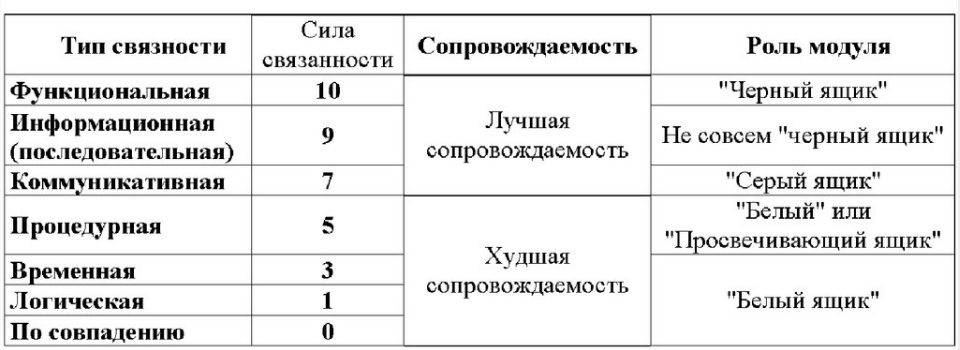 Тип связности
Сила
связанности
Сопровождаемость
Роль модуля
Функциональная
10
Лучшая
сопровождаемость
"Черный ящик"
Информационная
(последовательная)
9
Не совсем "черный ящик"
Коммуникативная
7
"Серый ящик"
Процедурная
5
Худшая
сопровождаемость
"Белый" или
"Просвечивающий ящик"
Временная
3
"Белый ящик"
Логическая
1
По совпадению
0